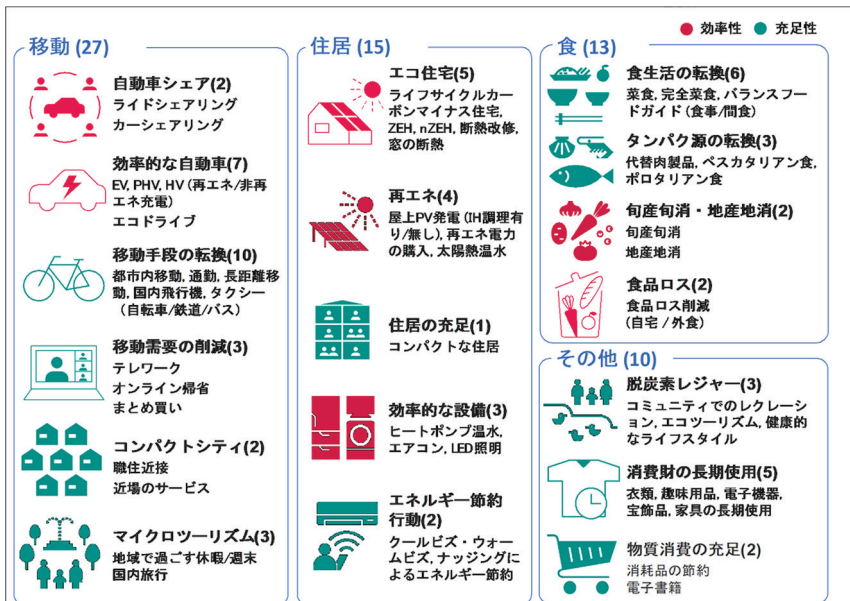 効率性 充足性
移動 (27)
自動車シェア(2)
ライドシェアリング
カーシェアリング
効率的な自動車(7)
EV, PHV, HV (再エネ/非再
エネ充電)
エコドライブ
移動手段の転換(10)
都市内移動, 通勤, 長距離移
動, 国内飛行機, タクシー
(自転車/鉄道/バス)
移動需要の削減(3)
テレワーク
オンライン帰省
まとめ買い
コンパクトシティ(2)
職住近接
近場のサービス
マイクロツーリズム(3)
地域で過ごす休暇/週末
国内旅行
住居 (15)
エコ住宅(5)
ライフサイクルカー
ボンマイナス住宅,
ZEH, nZEH, 断熱改修,
窓の断熱
再エネ(4)
屋上PV発電 (IH調理有
り/無し), 再エネ電力
の購入, 太陽熱温水
住居の充足(1)
コンパクトな住居
効率的な設備(3)
ヒートポンプ温水,
エアコン, LED照明
エネルギー節約
行動(2)
クールビズ・ウォー
ムビズ, ナッジングに
よるエネルギー節約
食 (13)
食生活の転換(6)
菜食, 完全菜食, バランスフー
ドガイド (食事/間食)
タンパク源の転換(3)
代替肉製品, ペスカタリアン食,
ポロタリアン食
旬産旬消・地産地消(2)
旬産旬消
地産地消
食品ロス(2)
食品ロス削減
(自宅 / 外食)
その他 (10)
脱炭素レジャー(3)
コミュニティでのレクレーシ
ョン, エコツーリズム, 健康的
なライフスタイル
消費財の長期使用(5)
衣類, 趣味用品, 電子機器,
宝飾品, 家具の長期使用
物質消費の充足(2)
消耗品の節約
電子書籍